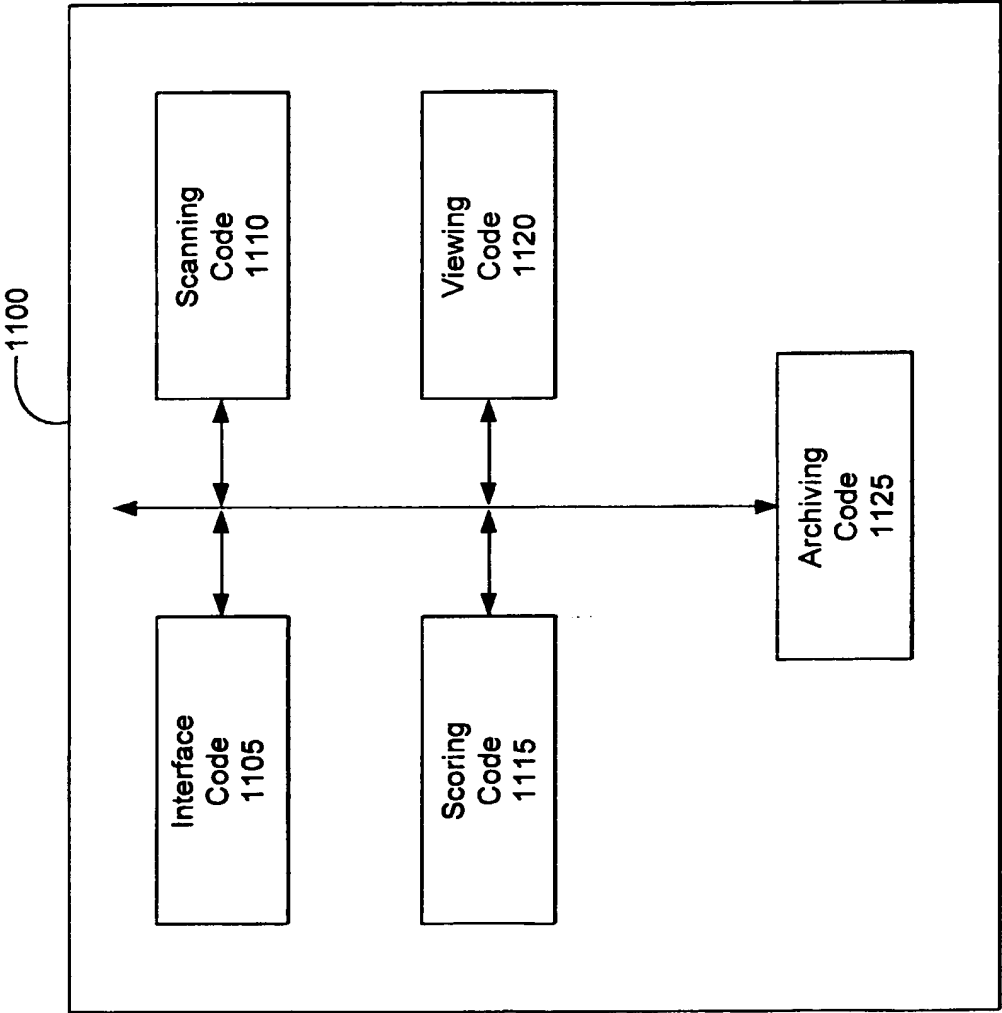 1100
Interface
Code
1105
Scanning
Code
1110
Scoring
Code
1115
Viewing
Code
1120
Archiving
Code
1125